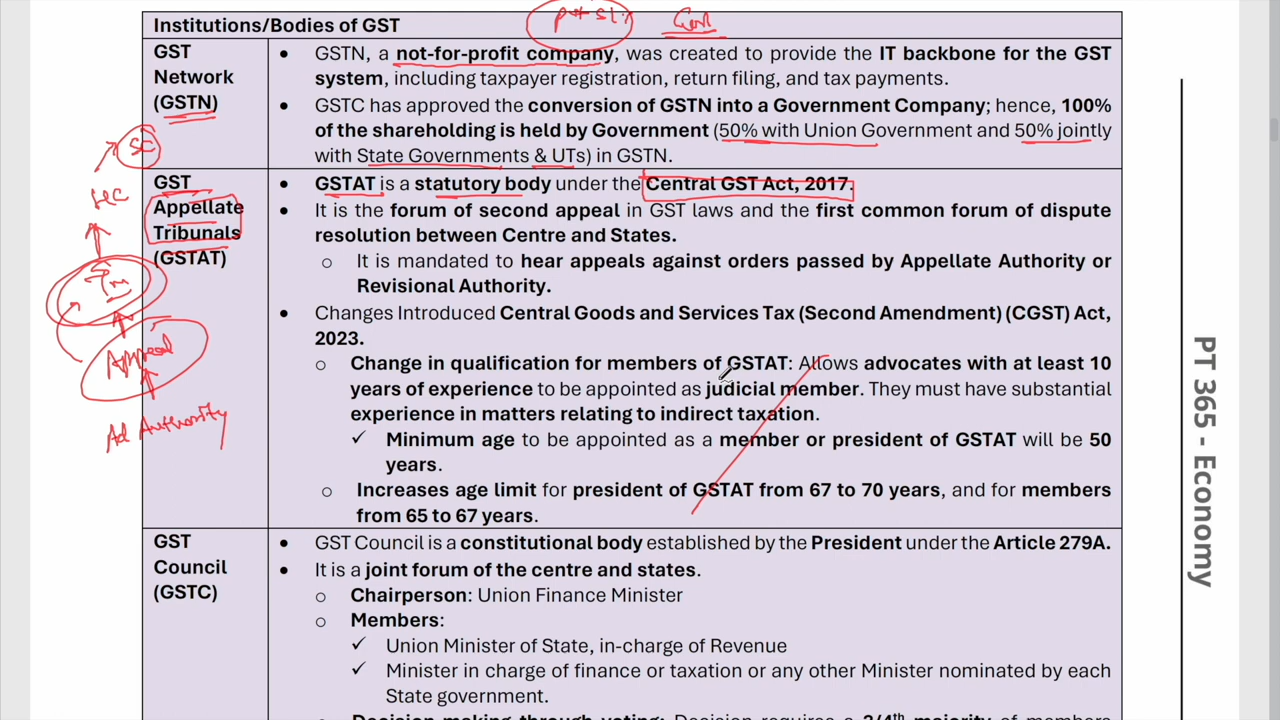 put
Govt
Institutions/Bodies of GST
GST
Network
(GSTN)
● GSTN, a not-for-profit company, was created to provide the IT backbone for the GST
system, including taxpayer registration, return filing, and tax payments.
● GSTC has approved the conversion of GSTN into a Government Company; hence, 100%
of the shareholding is held by Government (50% with Union Government and 50% jointly
with State Governments & UTs) in GSTN.
SC
HC
Appeal
Ad Authority
GST
Appellate
Tribunals
(GSTAT)
● GSTAT is a statutory body under the Central GST Act, 2017.
● It is the forum of second appeal in GST laws and the first common forum of dispute
resolution between Centre and States.
○ It is mandated to hear appeals against orders passed by Appellate Authority or
Revisional Authority.
● Changes Introduced Central Goods and Services Tax (Second Amendment) (CGST) Act,
2023.
○ Change in qualification for members of GSTAT: Allows advocates with at least 10
years of experience to be appointed as judicial member. They must have substantial
experience in matters relating to indirect taxation.
✓ Minimum age to be appointed as a member or president of GSTAT will be 50
years.
○ Increases age limit for president of GSTAT from 67 to 70 years, and for members
from 65 to 67 years.
GST
Council
(GSTC)
● GST Council is a constitutional body established by the President under the Article 279A.
● It is a joint forum of the centre and states.
○ Chairperson: Union Finance Minister
○ Members:
✓ Union Minister of State, in-charge of Revenue
✓ Minister in charge of finance or taxation or any other Minister nominated by each
State government.
Decision making through voting: Decision requires a 3/4th majority of members
PT 365 - Economy